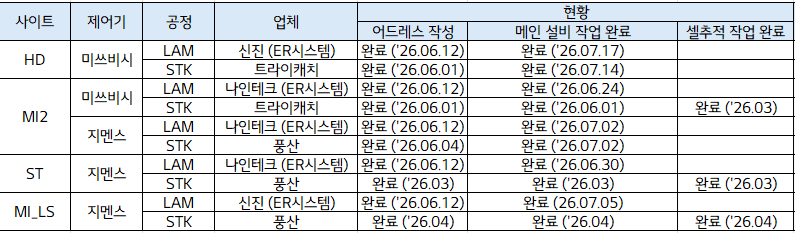 사이트 제어기 공정 업체 현황
어드레스 작성 메인 설비 작업 완료 셀추적 작업 완료
HD 미쓰비시 LAM 신진 (ER시스템) 완료 ('26.06.12) 완료 ('26.07.17)
STK 트라이캐치 완료 ('26.06.01) 완료 ('26.07.14)
MI2 미쓰비시 LAM 나인테크 (ER시스템) 완료 ('26.06.12) 완료 ('26.06.24)
STK 트라이캐치 완료 ('26.06.01) 완료 ('26.06.01) 완료 ('26.03)
지멘스 LAM 나인테크 (ER시스템) 완료 ('26.06.12) 완료 ('26.07.02)
STK 풍산 완료 ('26.06.04) 완료 ('26.07.02)
ST 지멘스 LAM 나인테크 (ER시스템) 완료 ('26.06.12) 완료 ('26.06.30)
STK 풍산 완료 ('26.03) 완료 ('26.03) 완료 ('26.03)
MI_LS 지멘스 LAM 신진 (ER시스템) 완료 ('26.06.12) 완료 (26.07.05)
STK 풍산 완료 ('26.04) 완료 ('26.04) 완료 ('26.04)